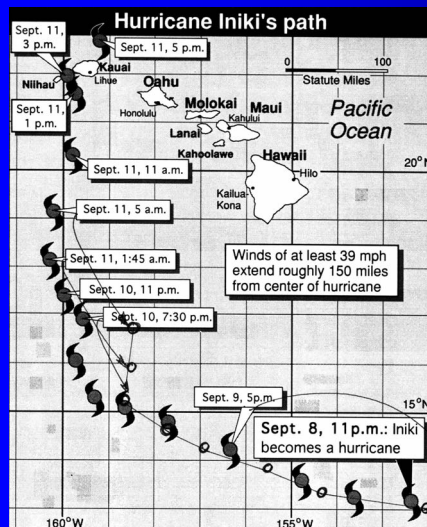 Hurricane Iniki's path
Sept. 11,
3 p.m.
Sept. 11, 5 p.m.
Kauai
Niihau
Lihue
Sept. 11,
1 p.m.
Oahu
Honolulu
Molokai
Maui
Kahului
Lanai
Kahoolawe
Statute Miles
0
100
Pacific
Ocean
Sept. 11, 11 a.m.
20°N
Hawaii
Hilo
Kailua-
Kona
Sept. 11, 5 am.
Sept. 11, 1:45 a.m.
Winds of at least 39 mph
extend roughly 150 miles
from center of hurricane
Sept. 10, 11 p.m.
Sept. 10, 7:30 p.m.
Sept. 9, 5p.m.
15°N
Sept. 8, 11p.m.: Iniki
becomes a hurricane
160°W
155°W